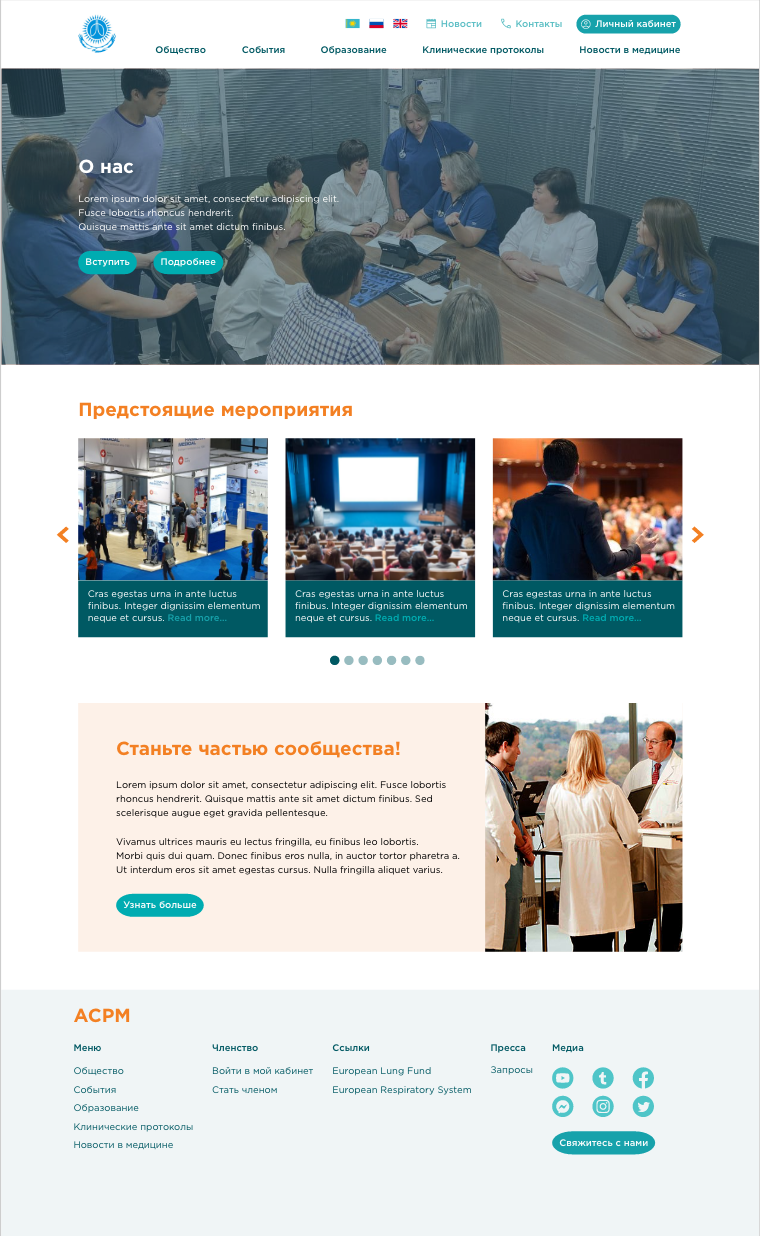 Новости
Контакты
Личный кабинет
Общество
События
Образование
Клинические протоколы
Новости в медицине
О нас
Lorem ipsum dolor sit amet, consectetur adipiscing elit.
Fusce lobortis rhoncus hendrerit.
Quisque mattis ante sit amet dictum finibus.
Вступить
Подробнее
Предстоящие мероприятия
MEDICAL
Cras egestas urna in ante luctus
finibus. Integer dignissim elementum
neque et cursus. Read more...
Cras egestas urna in ante luctus
finibus. Integer dignissim elementum
neque et cursus. Read more...
Cras egestas urna in ante luctus
finibus. Integer dignissim elementum
neque et cursus. Read more...
Станьте частью сообщества!
Lorem ipsum dolor sit amet, consectetur adipiscing elit. Fusce lobortis
rhoncus hendrerit. Quisque mattis ante sit amet dictum finibus. Sed
scelerisque augue eget gravida pellentesque.
Vivamus ultrices mauris eu lectus fringilla, eu finibus leo lobortis.
Morbi quis dui quam. Donec finibus eros nulla, in auctor tortor pharetra a.
Ut interdum eros sit amet egestas cursus. Nulla fringilla aliquet varius.
Узнать больше
АСРМ
Меню
Общество
События
Образование
Клинические протоколы
Новости в медицине
Членство
Войти в мой кабинет
Стать членом
Ссылки
European Lung Fund
European Respiratory System
Пресса
Запросы
Медиа
Свяжитесь с нами